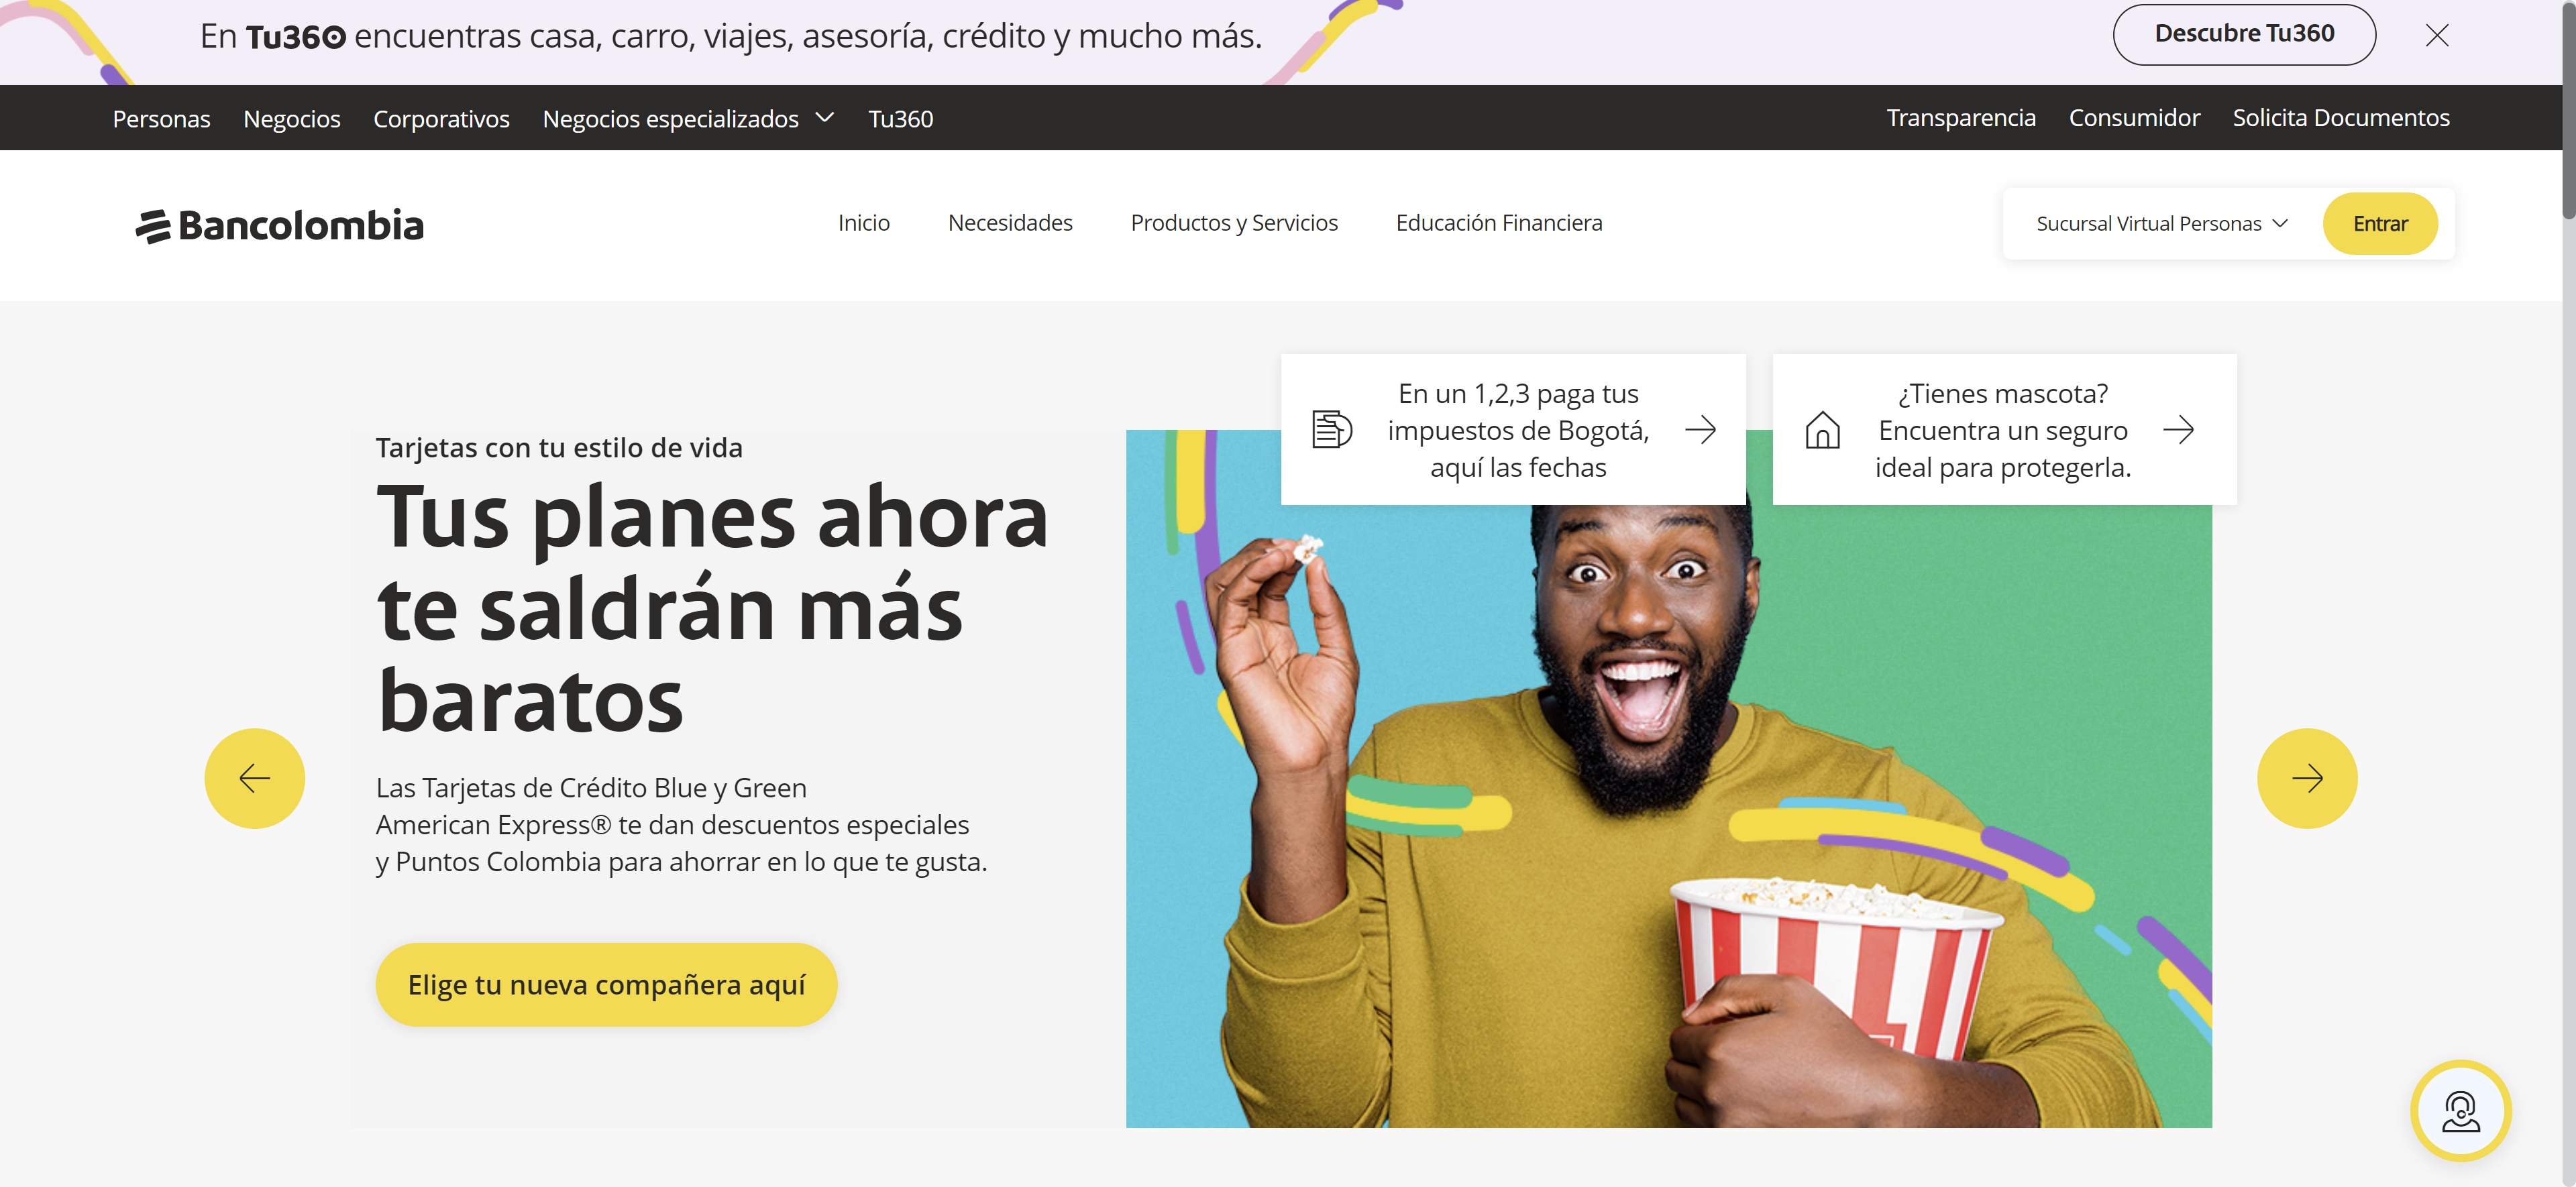 En Tu360 encuentras casa, carro, viajes, asesoría, crédito y mucho más.
Descubre Tu360
Personas
Negocios
Corporativos
Negocios especializados
Tu360
Transparencia
Consumidor
Solicita Documentos
Bancolombia
Inicio
Necesidades
Productos y Servicios
Educación Financiera
Sucursal Virtual Personas
Entrar
En un 1,2,3 paga tus
impuestos de Bogotá,
aquí las fechas
¿Tienes mascota?
Encuentra un seguro
ideal para protegerla.
Tarjetas con tu estilo de vida
Tus planes ahora
te saldrán más
baratos
Las Tarjetas de Crédito Blue y Green
American Express® te dan descuentos especiales
y Puntos Colombia para ahorrar en lo que te gusta.
Elige tu nueva compañera aquí